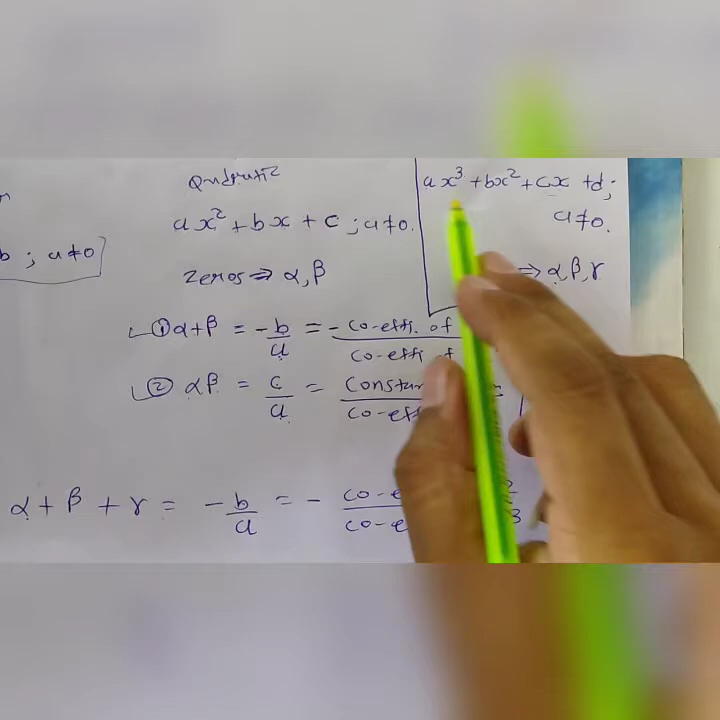 Quadratic
ax² + bx + c ; a≠0.
zeros ⇒ α, β
① α+β = -b/a = - co-effi. of / co-effi of
② αβ = c/a = Constan / co-eff
ax³ + bx² + cx + d ;
a≠0.
⇒ α, β, γ
b ; a≠0
α + β + γ = -b/a = - co-e / co-e